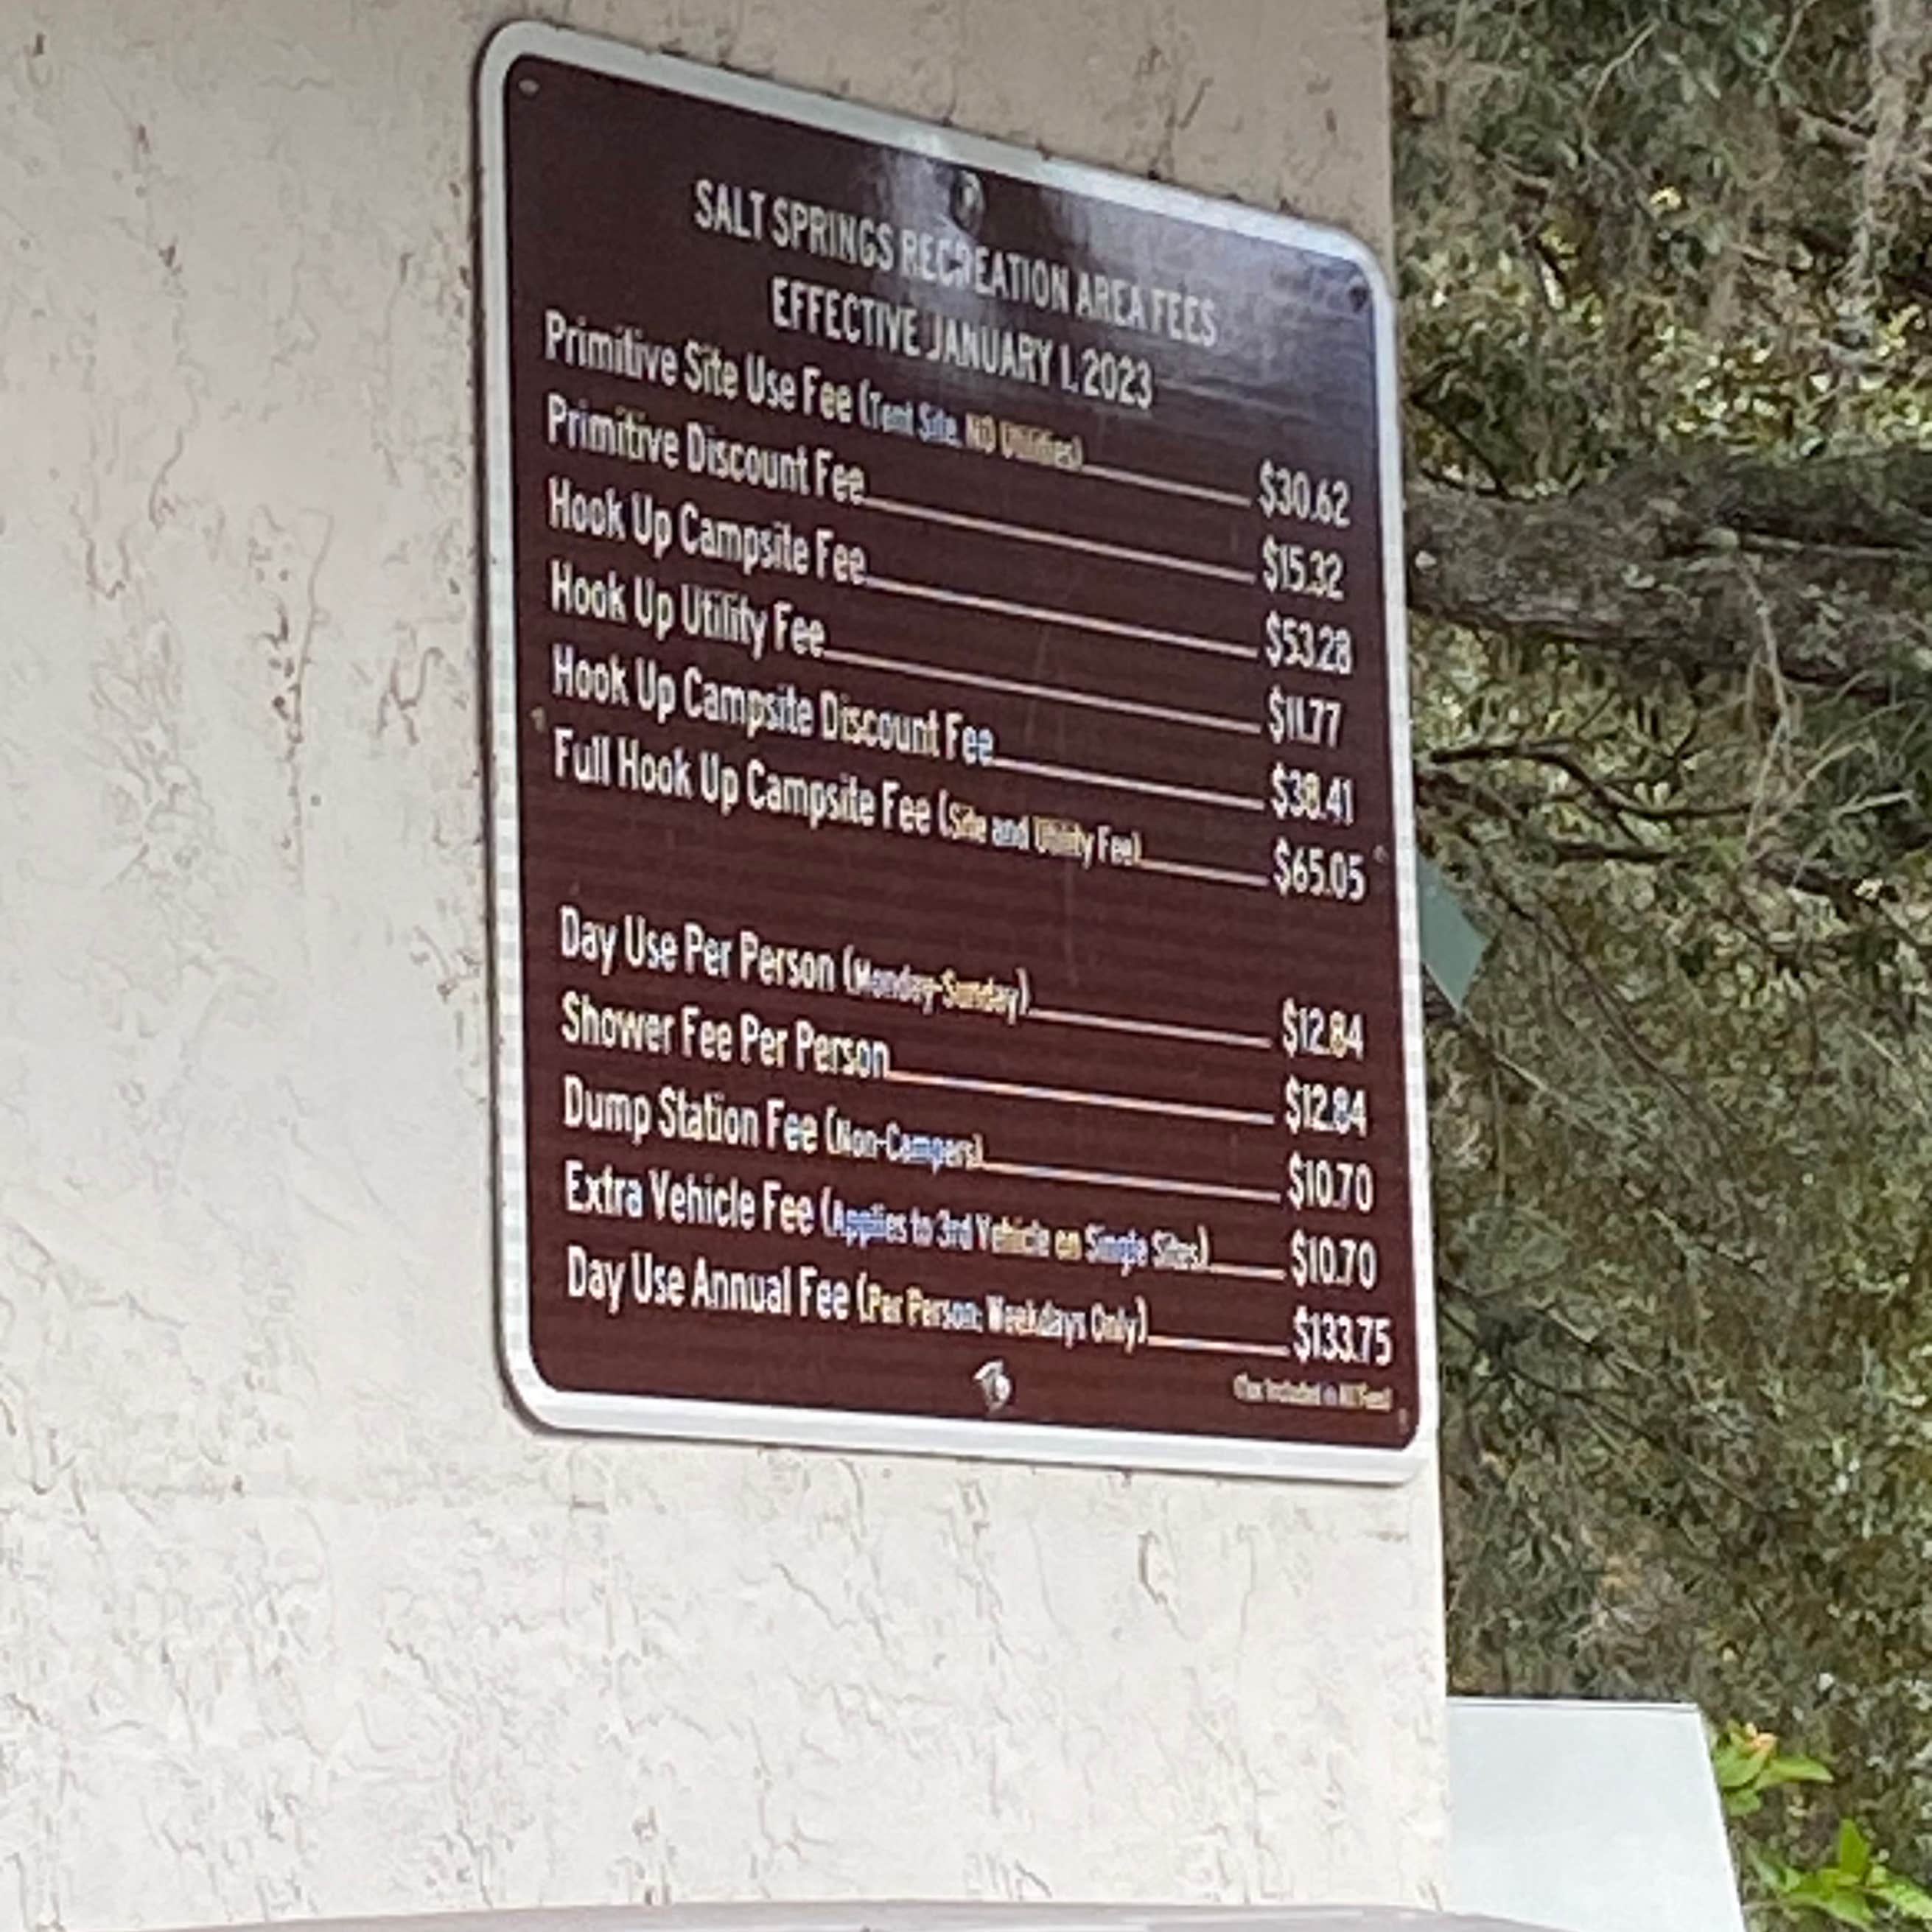 SALT SPRINGS RECREATION AREA FEES
EFFECTIVE JANUARY 1, 2023
Primitive Site Use Fee (Tent Site, NO Utilities) $30.62
Primitive Discount Fee $15.32
Hook Up Campsite Fee $53.28
Hook Up Utility Fee $11.77
Hook Up Campsite Discount Fee $38.41
Full Hook Up Campsite Fee (Site and Utility Fee) $65.05
Day Use Per Person (Monday-Sunday) $12.84
Shower Fee Per Person $12.84
Dump Station Fee (Non-Campers) $10.70
Extra Vehicle Fee (Applies to 3rd Vehicle on Single Sites) $10.70
Day Use Annual Fee (Per Person; Weekdays Only) $133.75
(Tax Included in All Fees)